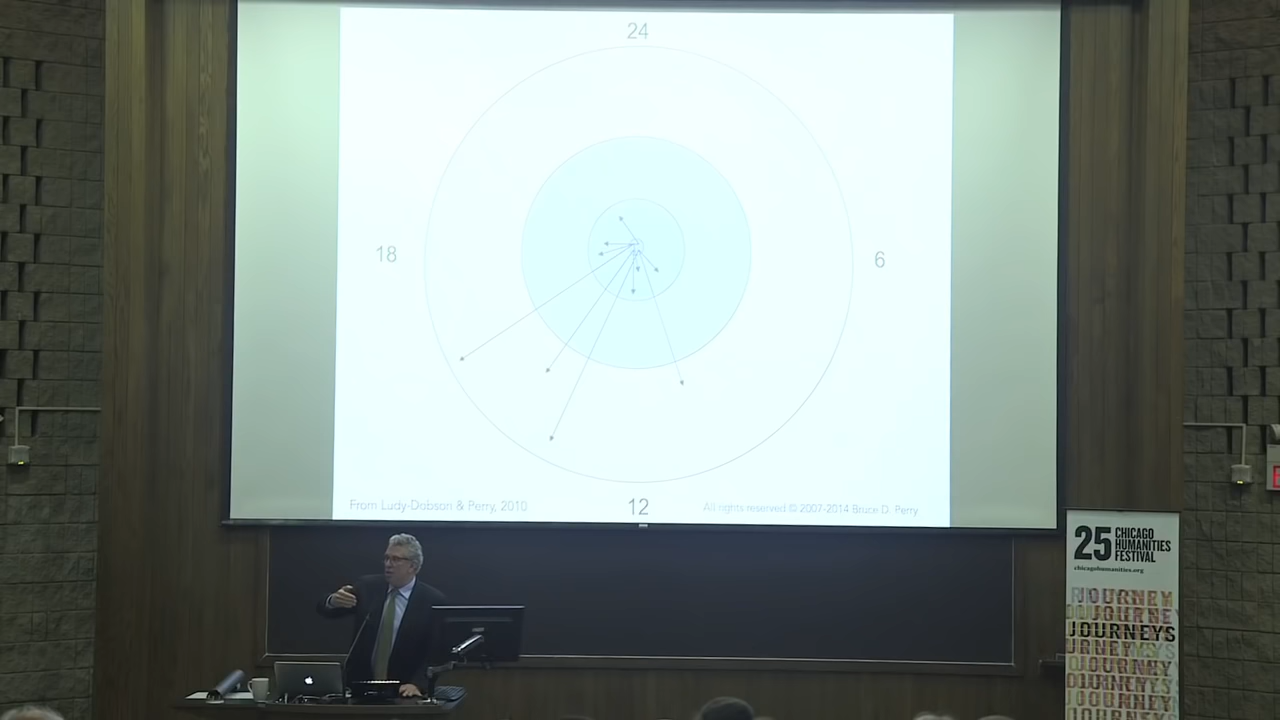 24
18
6
12
From Ludy-Dobson & Perry, 2010
All rights reserved © 2007-2014 Bruce D. Perry
25 CHICAGO
HUMANITIES
FESTIVAL
chicagohumanities.org
JOURNEY
JOURNEYS
JOURNEY